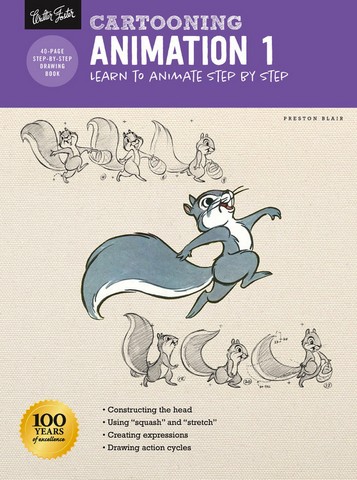 Walter Foster
CARTOONING
ANIMATION 1
LEARN TO ANIMATE STEP BY STEP
40-PAGE
STEP-BY-STEP
DRAWING
BOOK
PRESTON BLAIR
• Constructing the head
• Using “squash” and “stretch”
• Creating expressions
• Drawing action cycles
100
YEARS
of excellence